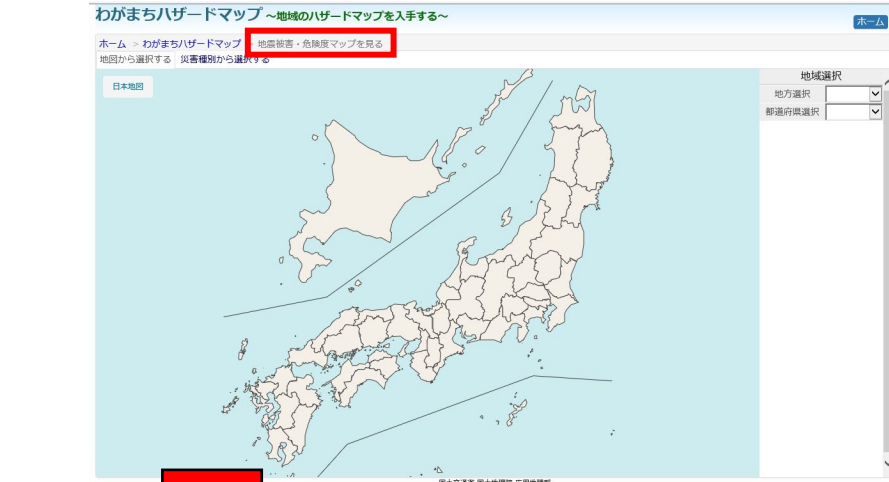 わがまちハザードマップ ～地域のハザードマップを入手する～
ホーム
ホーム > わがまちハザードマップ > 地震被害・危険度マップを見る
地図から選択する 災害種別から選択する
日本地図
地域選択
地方選択
都道府県選択